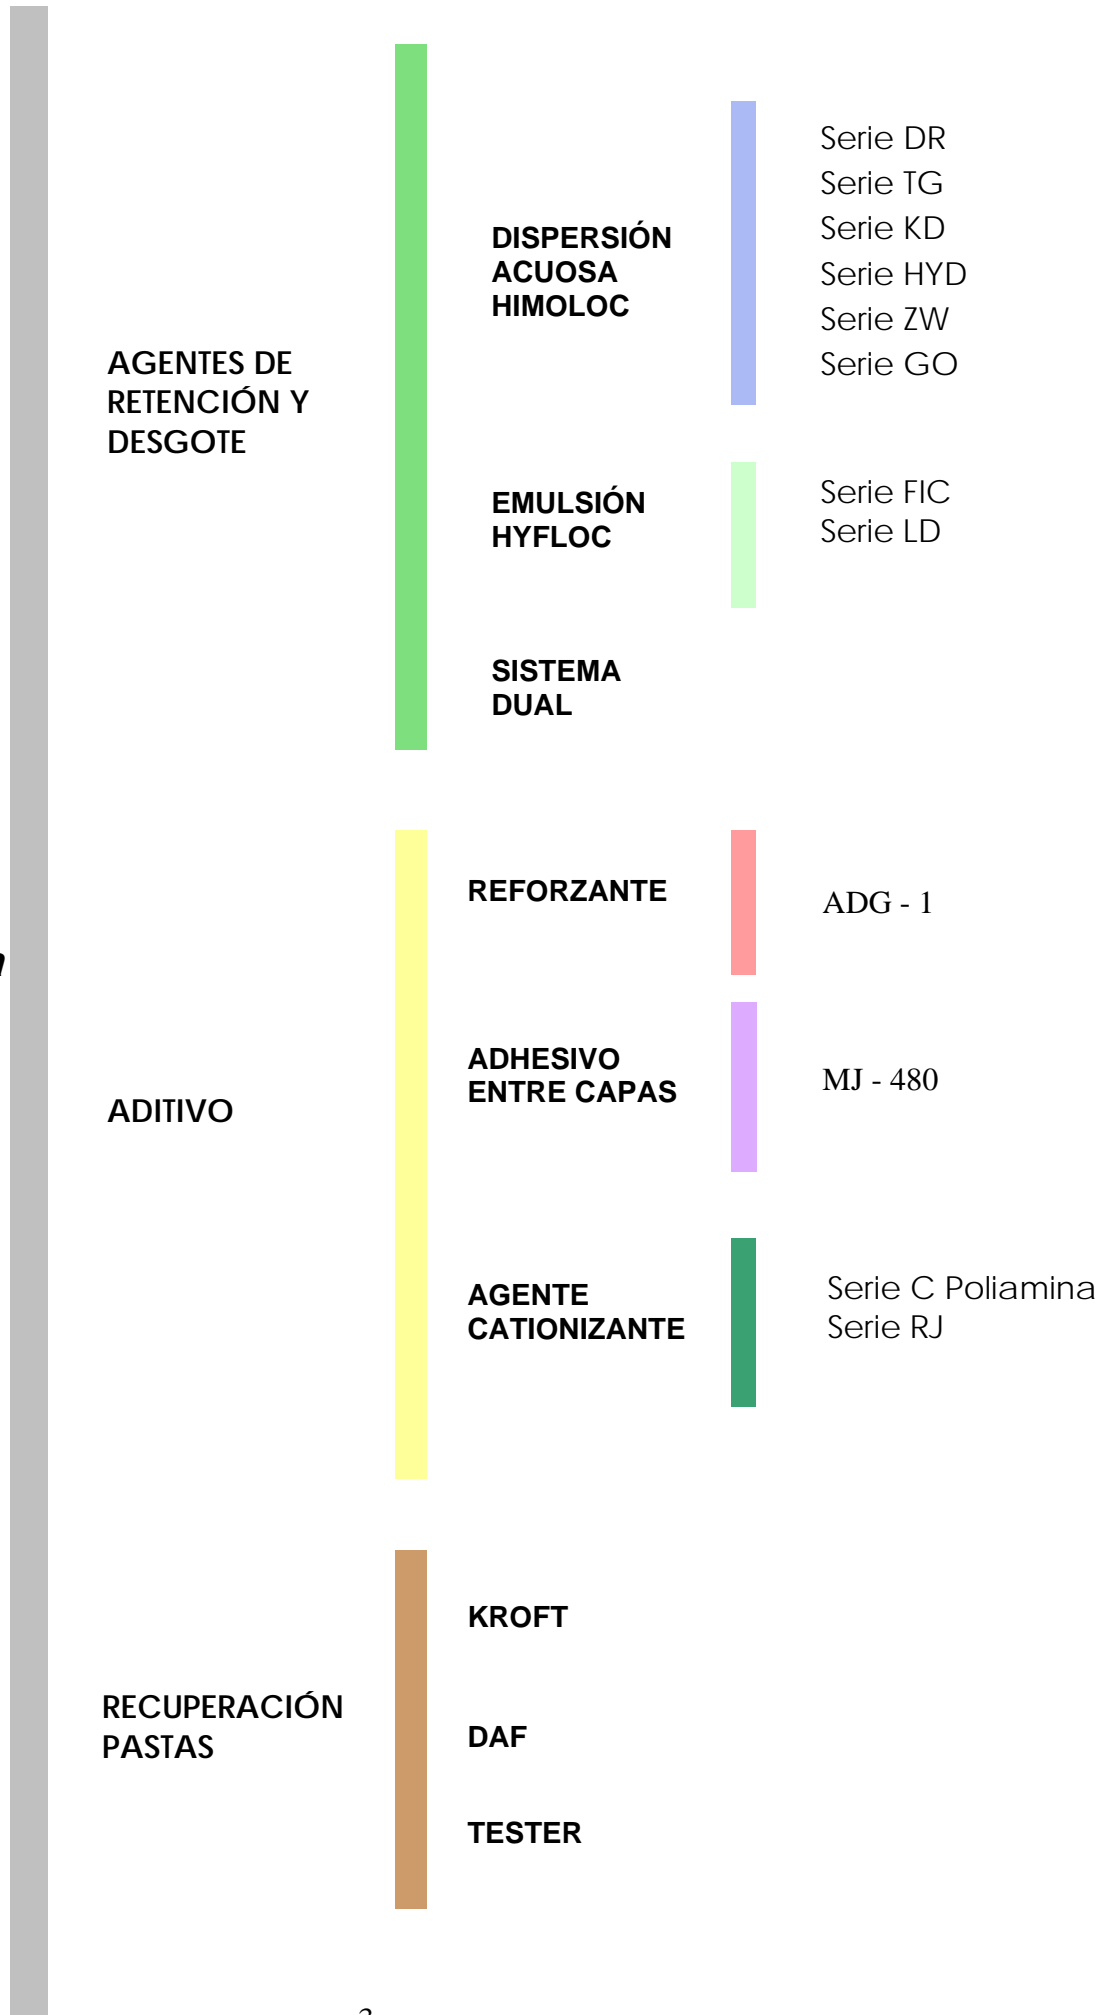 AGENTES DE
RETENCIÓN Y
DESGOTE
DISPERSIÓN
ACUOSA
HIMOLOC
Serie DR
Serie TG
Serie KD
Serie HYD
Serie ZW
Serie GO
EMULSIÓN
HYFLOC
Serie FIC
Serie LD
SISTEMA
DUAL
ADITIVO
REFORZANTE
ADG - 1
ADHESIVO
ENTRE CAPAS
MJ - 480
AGENTE
CATIONIZANTE
Serie C Poliamina
Serie RJ
RECUPERACIÓN
PASTAS
KROFT
DAF
TESTER